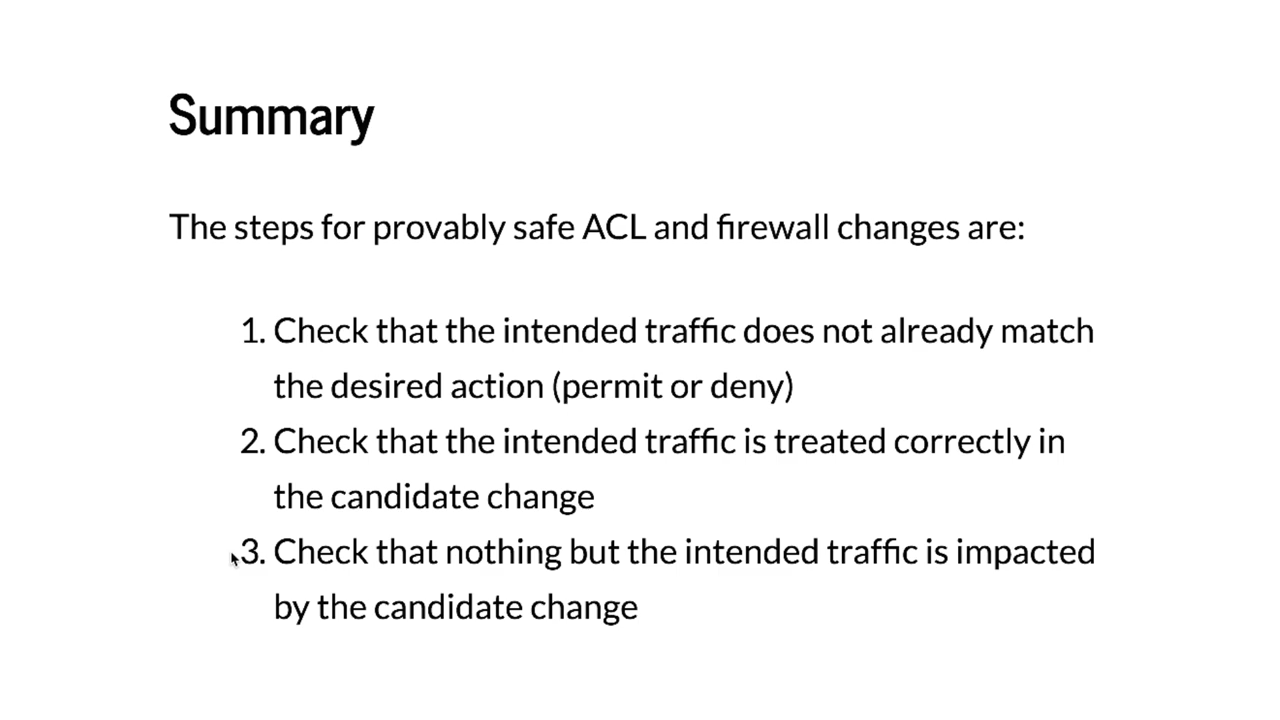 Summary
The steps for provably safe ACL and firewall changes are:
1. Check that the intended traffic does not already match
the desired action (permit or deny)
2. Check that the intended traffic is treated correctly in
the candidate change
3. Check that nothing but the intended traffic is impacted
by the candidate change